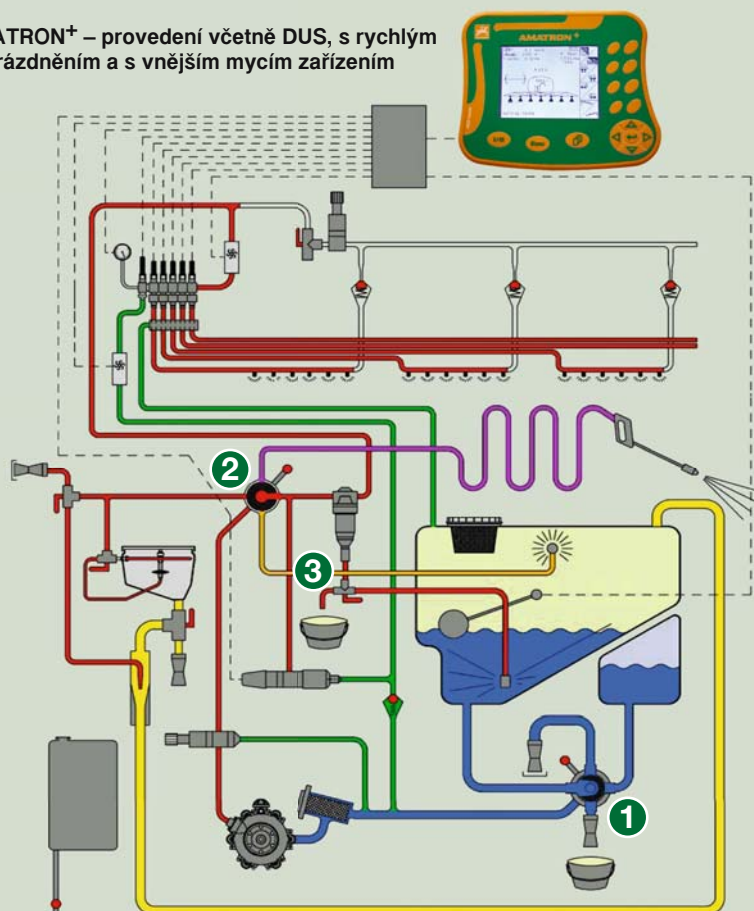 ATRON+ – provedení včetně DUS, s rychlým
rázdněním a s vnějším mycím zařízením
AMATRON+
2
3
1